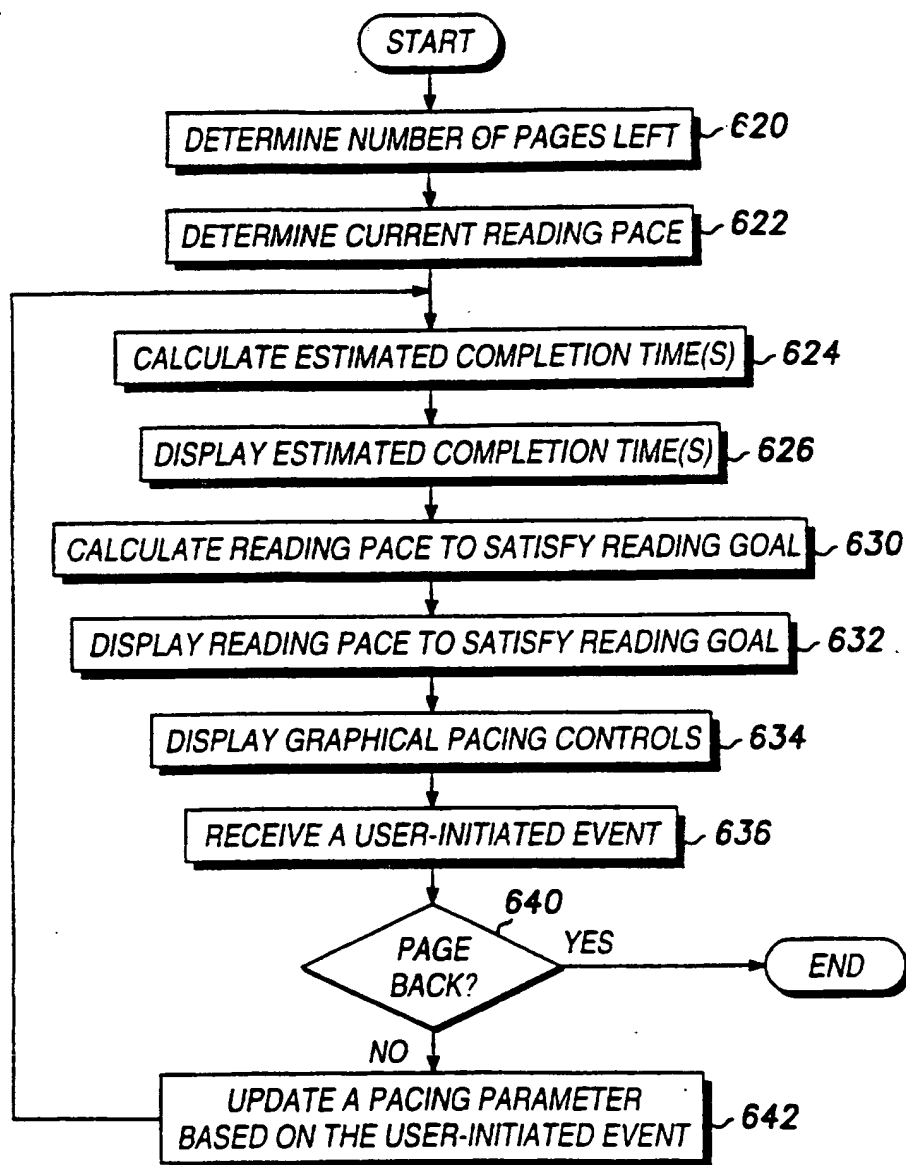 START
DETERMINE NUMBER OF PAGES LEFT 620
DETERMINE CURRENT READING PACE 622
CALCULATE ESTIMATED COMPLETION TIME(S) 624
DISPLAY ESTIMATED COMPLETION TIME(S) 626
CALCULATE READING PACE TO SATISFY READING GOAL 630
DISPLAY READING PACE TO SATISFY READING GOAL 632
DISPLAY GRAPHICAL PACING CONTROLS 634
RECEIVE A USER-INITIATED EVENT 636
640
PAGE
BACK?
YES
END
NO
UPDATE A PACING PARAMETER
BASED ON THE USER-INITIATED EVENT 642